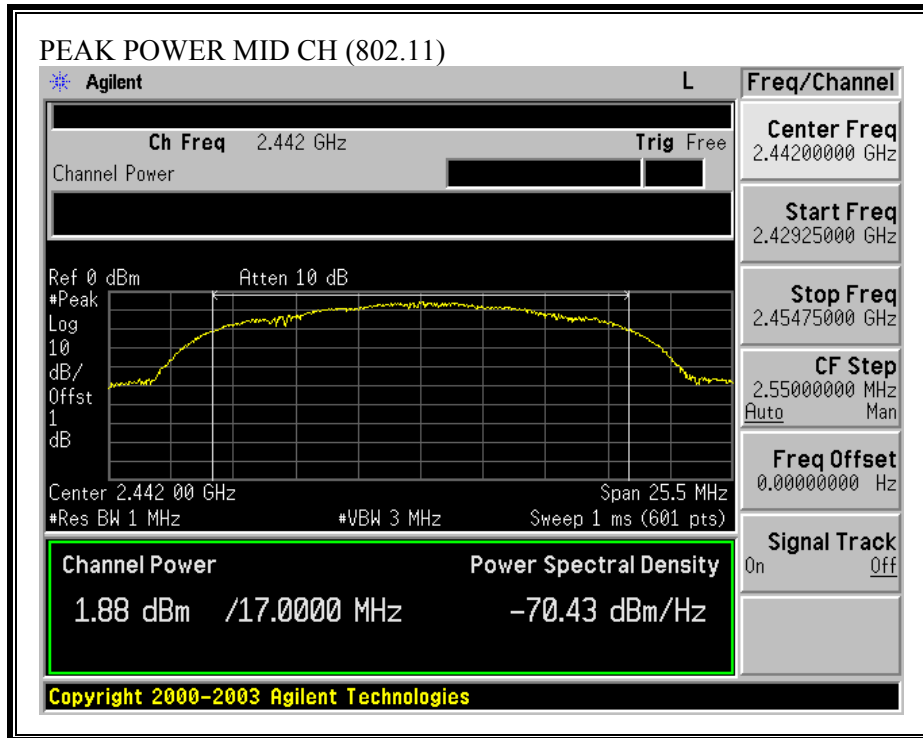 PEAK POWER MID CH (802.11)
Agilent L Freq/Channel
Ch Freq 2.442 GHz Trig Free
Channel Power
Center Freq
2.44200000 GHz
Start Freq
2.42925000 GHz
Stop Freq
2.45475000 GHz
CF Step
2.55000000 MHz
Auto Man
Freq Offset
0.00000000 Hz
Signal Track
On Off
Ref 0 dBm Atten 10 dB
#Peak
Log
10
dB/
Offst
1
dB
Center 2.442 00 GHz Span 25.5 MHz
#Res BW 1 MHz #VBW 3 MHz Sweep 1 ms (601 pts)
Channel Power Power Spectral Density
1.88 dBm /17.0000 MHz -70.43 dBm/Hz
Copyright 2000-2003 Agilent Technologies